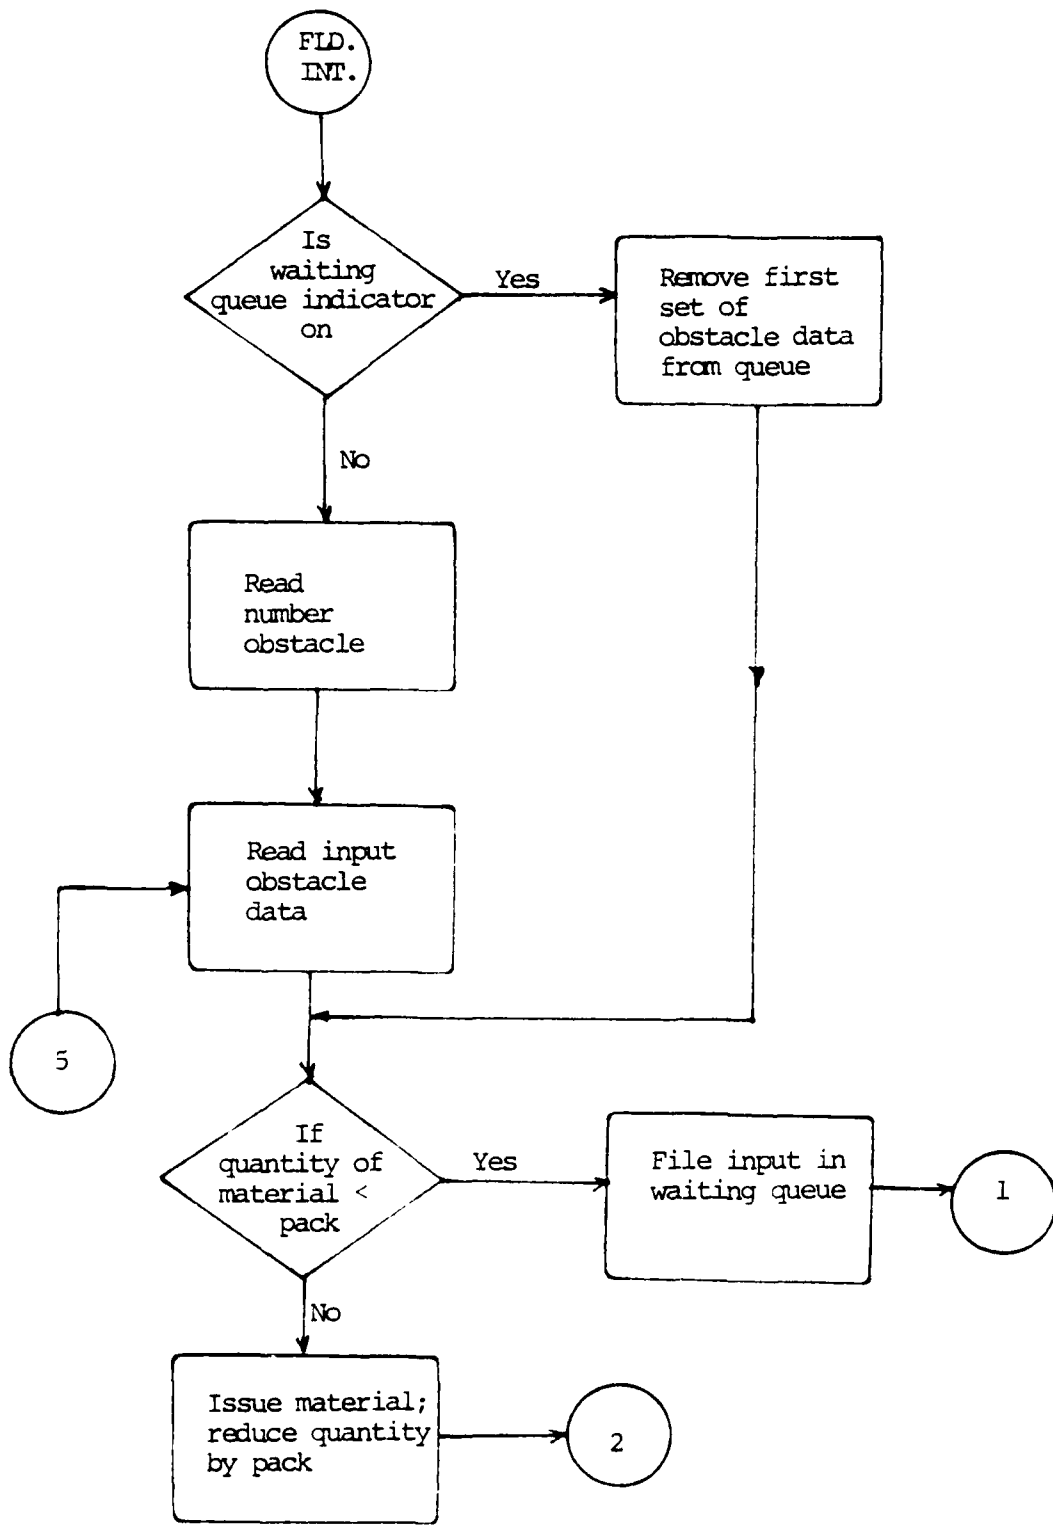 FLD.
INT.
Is
waiting
queue indicator
on
Yes
Remove first
set of
obstacle data
from queue
No
Read
number
obstacle
Read input
obstacle
data
5
If
quantity of
material <
pack
Yes
File input in
waiting queue
1
No
Issue material;
reduce quantity
by pack
2